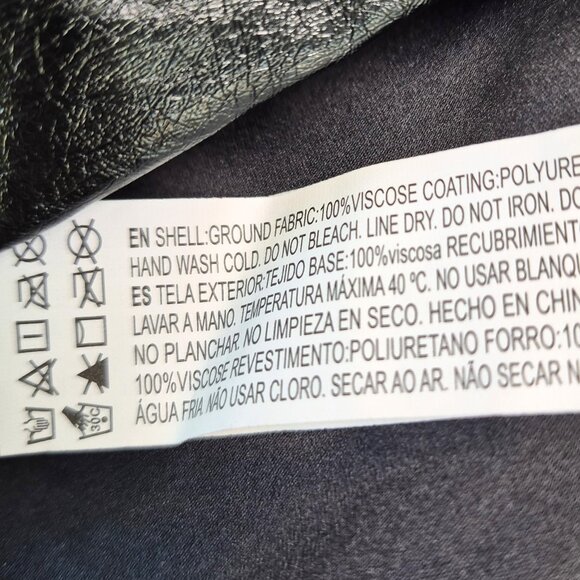 EN SHELL:GROUND FABRIC:100%VISCOSE COATING:POLYURE
HAND WASH COLD. DO NOT BLEACH. LINE DRY. DO NOT IRON. DO
ES TELA EXTERIOR:TEJIDO BASE:100%viscosa RECUBRIMIENT
LAVAR A MANO. TEMPERATURA MÁXIMA 40 ºC. NO USAR BLANQU
NO PLANCHAR. NO LIMPIEZA EN SECO. HECHO EN CHIN
100%VISCOSE REVESTIMENTO:POLIURETANO FORRO:10
ÁGUA FRIA. NÃO USAR CLORO. SECAR AO AR. NÃO SECAR N
30C